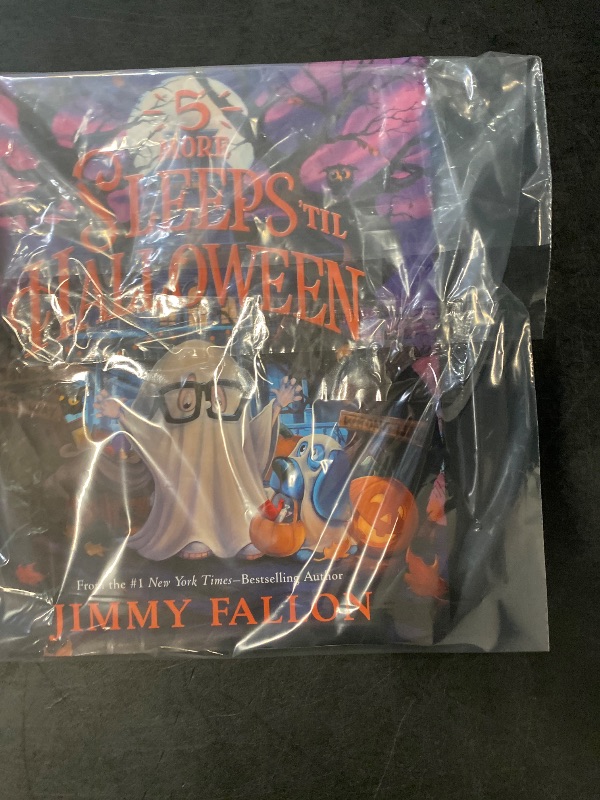 5
MORE
SLEEPS 'TIL
HALLOWEEN
From the #1 New York Times–Bestselling Author
JIMMY FALLON